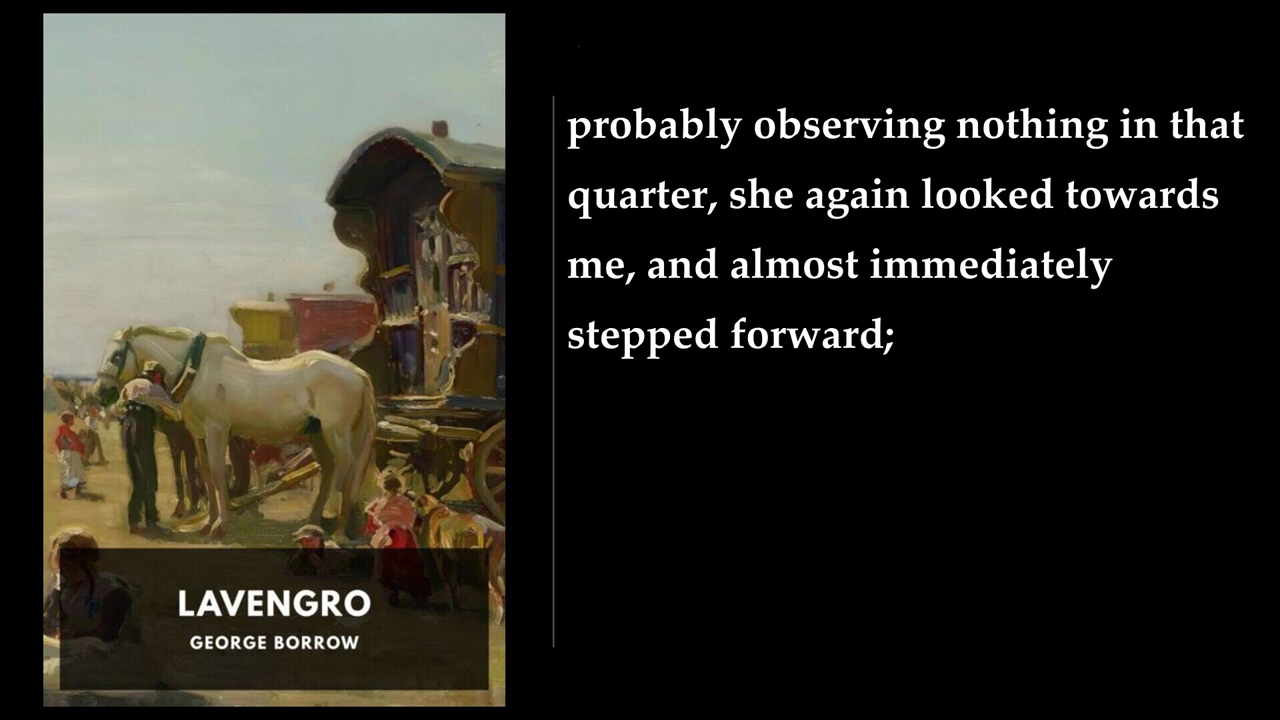 probably observing nothing in that
quarter, she again looked towards
me, and almost immediately
stepped forward;
LAVENGRO
GEORGE BORROW